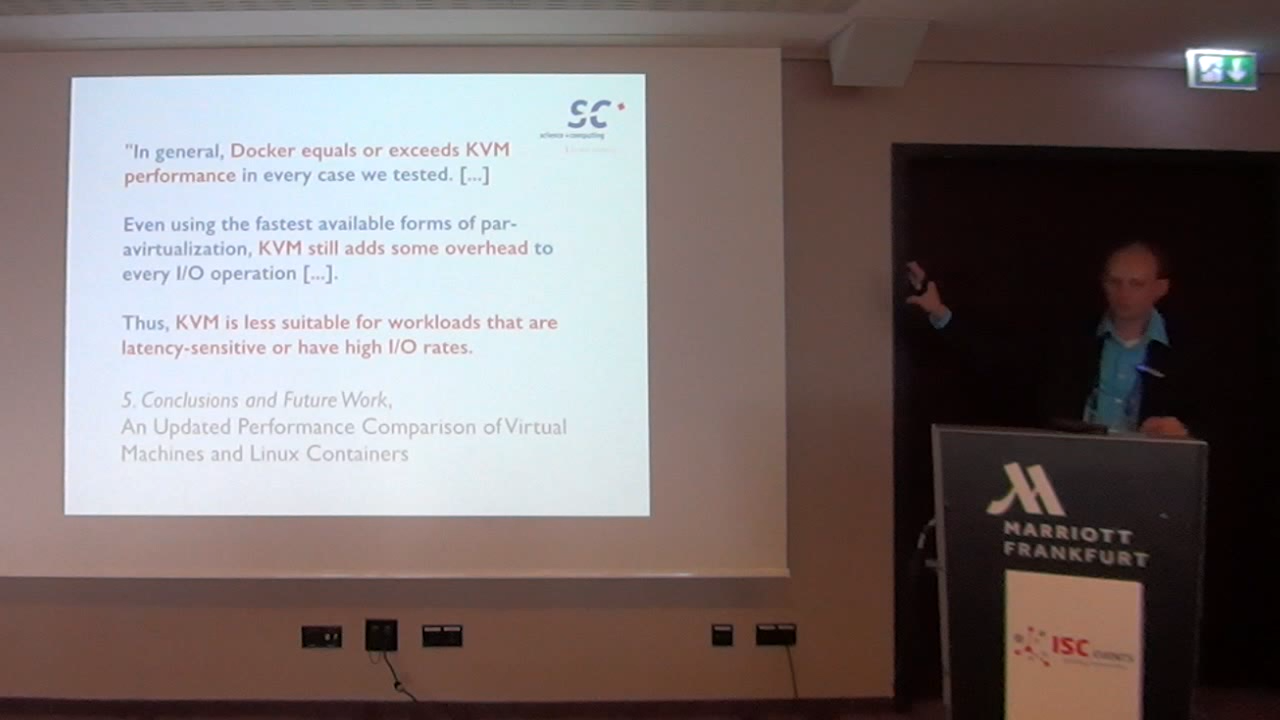 SC
science + computing
"In general, Docker equals or exceeds KVM
performance in every case we tested. [...]
Even using the fastest available forms of par-
avirtualization, KVM still adds some overhead to
every I/O operation [...].
Thus, KVM is less suitable for workloads that are
latency-sensitive or have high I/O rates.
5. Conclusions and Future Work,
An Updated Performance Comparison of Virtual
Machines and Linux Containers
MARRIOTT
FRANKFURT
ISC EVENTS